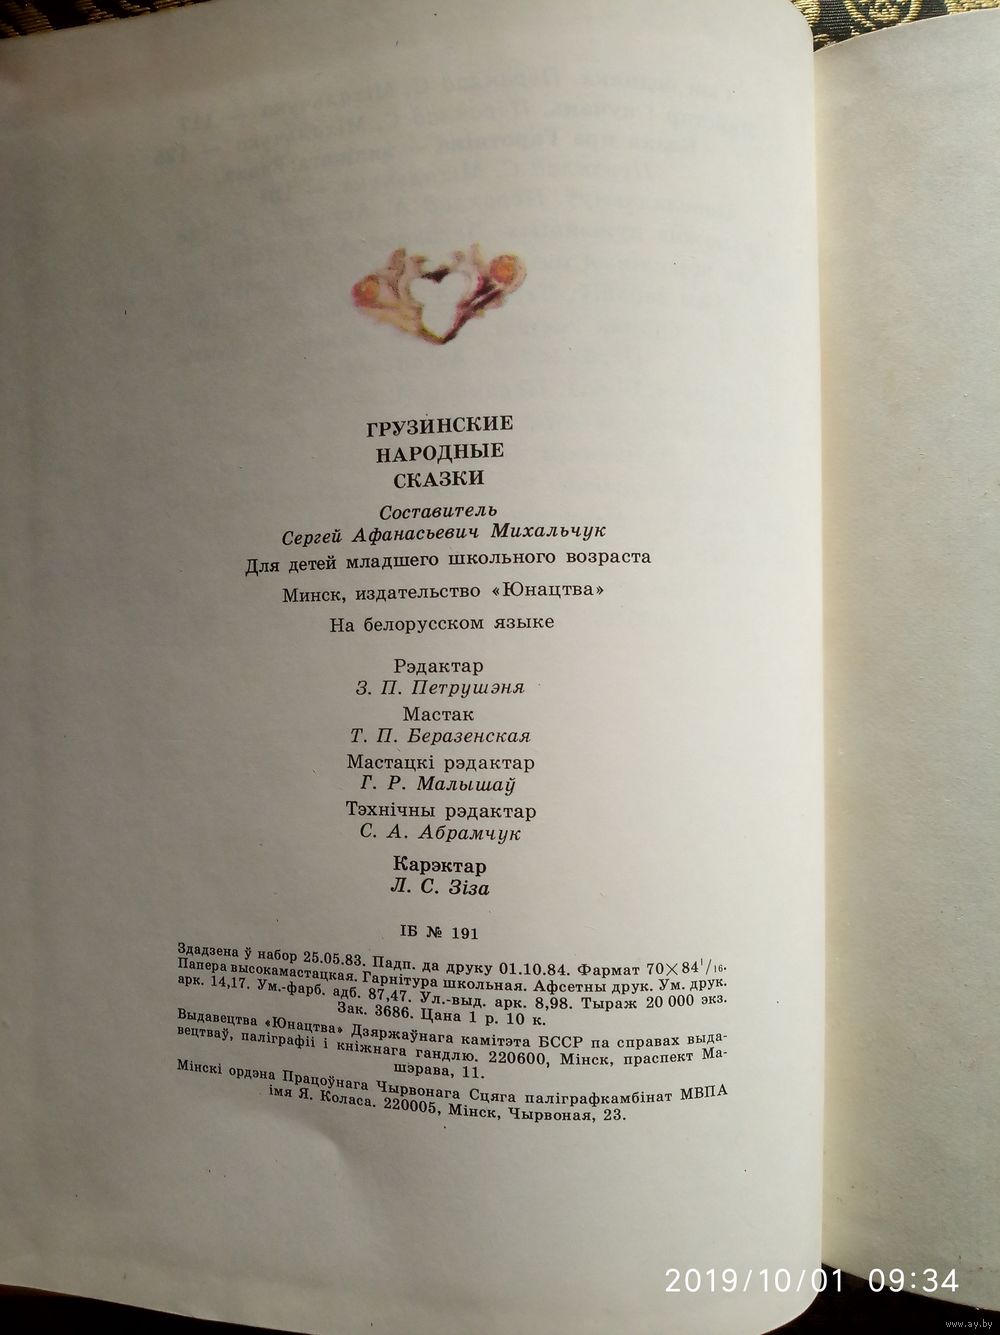 ГРУЗИНСКИЕ
НАРОДНЫЕ
СКАЗКИ
Составитель
Сергей Афанасьевич Михальчук
Для детей младшего школьного возраста
Минск, издательство «Юнацтва»
На белорусском языке
Рэдактар
З. П. Петрушэня
Мастак
Т. П. Беразенская
Мастацкі рэдактар
Г. Р. Малышаў
Тэхнічны рэдактар
С. А. Абрамчук
Карэктар
Л. С. Зіза
ІБ № 191
Здадзена ў набор 25.05.83. Падп. да друку 01.10.84. Фармат 70×84¹/₁₆.
Папера высокамастацкая. Гарнітура школьная. Афсетны друк. Ум. друк.
арк. 14,17. Ум.-фарб. адб. 87,47. Ул.-выд. арк. 8,98. Тыраж 20 000 экз.
Зак. 3686. Цана 1 р. 10 к.
Выдавецтва «Юнацтва» Дзяржаўнага камітэта БССР па справах выда-
вецтваў, паліграфіі і кніжнага гандлю. 220600, Мінск, праспект Ма-
шэрава, 11.
Мінскі ордэна Працоўнага Чырвонага Сцяга паліграфкамбінат МВПА
імя Я. Коласа. 220005, Мінск, Чырвоная, 23.
2019/10/01 09:34
www.ay.by